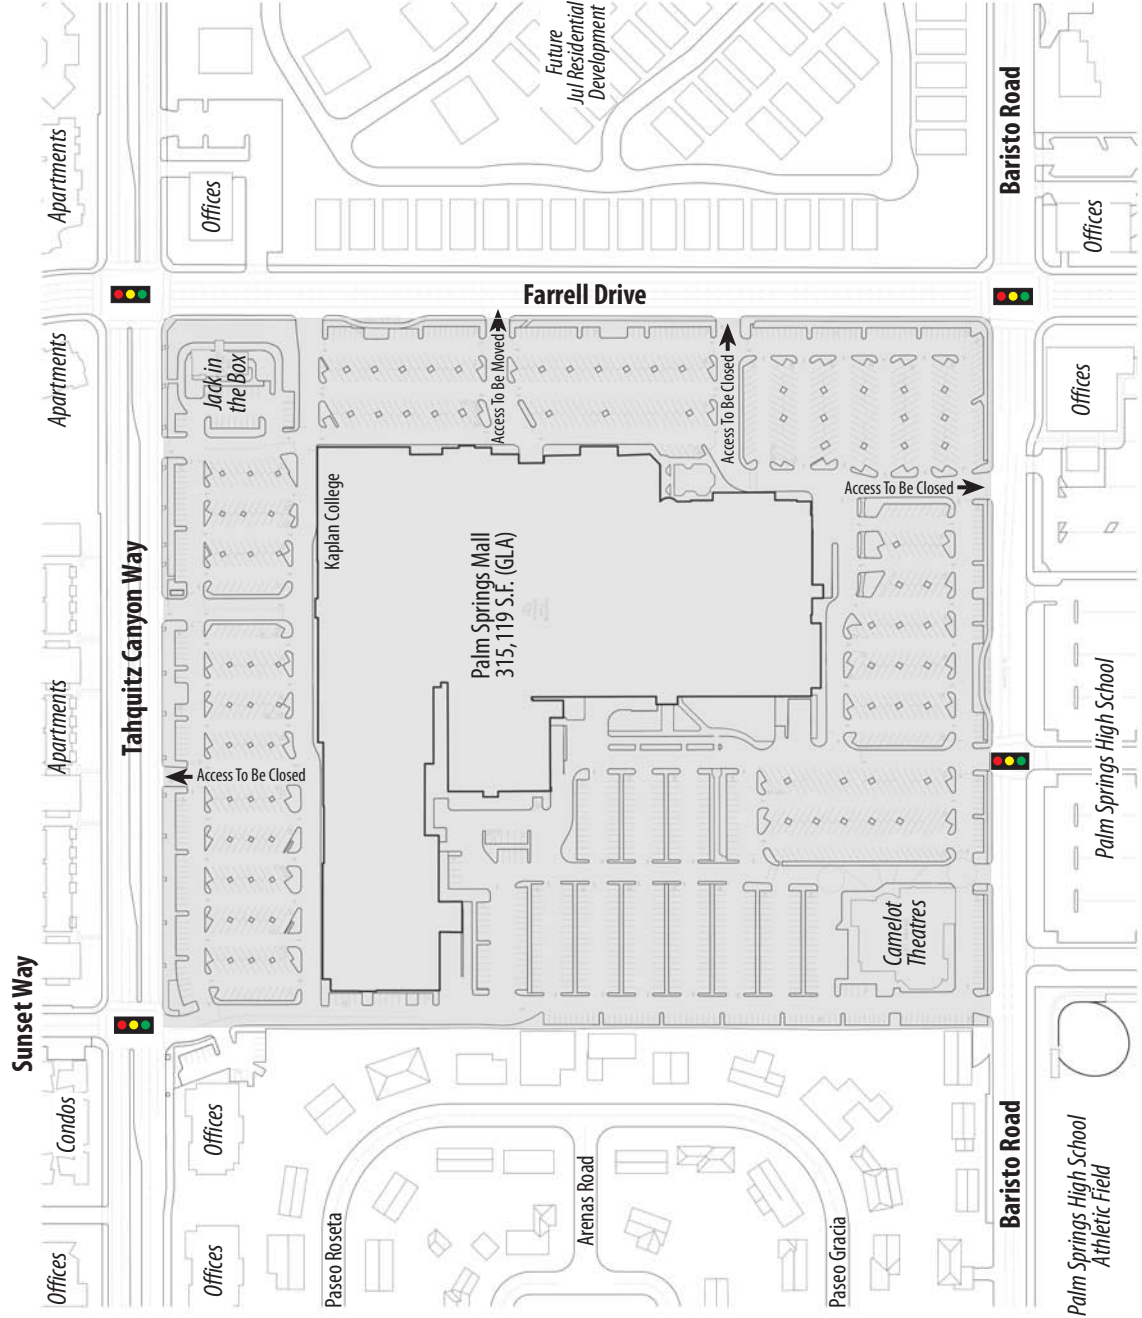 Sunset Way
Offices
Condos
Apartments
Apartments
Apartments
Tahquitz Canyon Way
Offices
Offices
Access To Be Closed
Jack in
the Box
Offices
Paseo Roseta
Kaplan College
Palm Springs Mall
315,119 S.F. (GLA)
Access To Be Moved
Farrell Drive
Future
Jul Residential
Development
Arenas Road
Access To Be Closed
Paseo Gracia
Camelot
Theatres
Access To Be Closed
Baristo Road
Baristo Road
Palm Springs High School
Athletic Field
Palm Springs High School
Offices
Offices